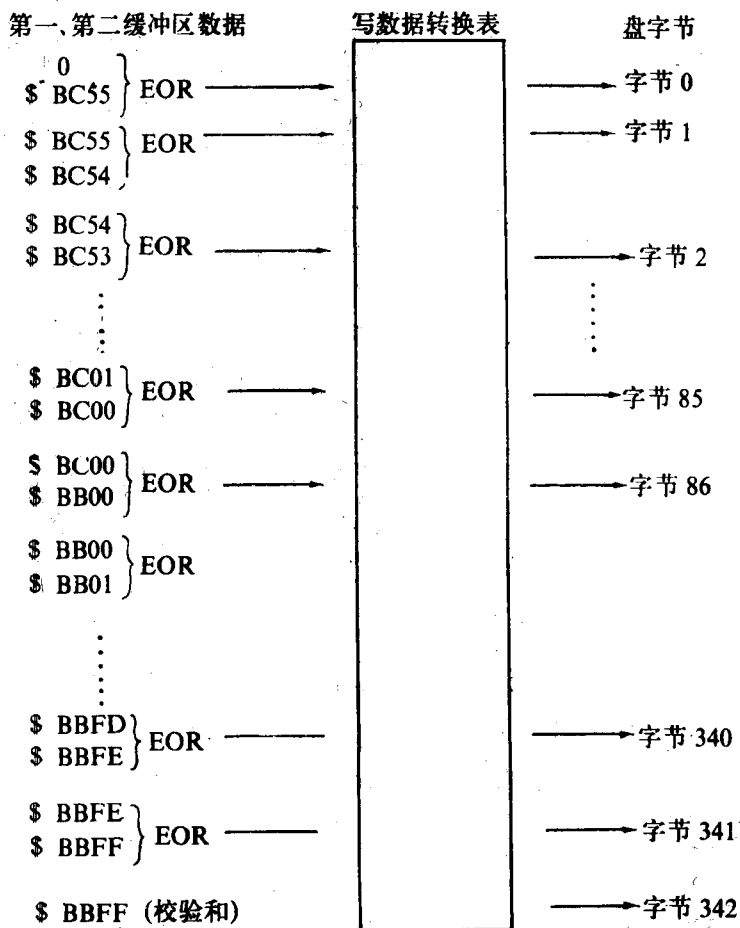 第一、第二缓冲区数据 写数据转换表 盘字节
0
$ BC55 EOR 字节 0
$ BC55 EOR 字节 1
$ BC54
$ BC54 EOR 字节 2
$ BC53
$ BC01 EOR 字节 85
$ BC00
$ BC00 EOR 字节 86
$ BB00
$ BB00 EOR
$ BB01
$ BBFD EOR 字节 340
$ BBFE
$ BBFE EOR 字节 341
$ BBFF
$ BBFF (校验和) 字节 342